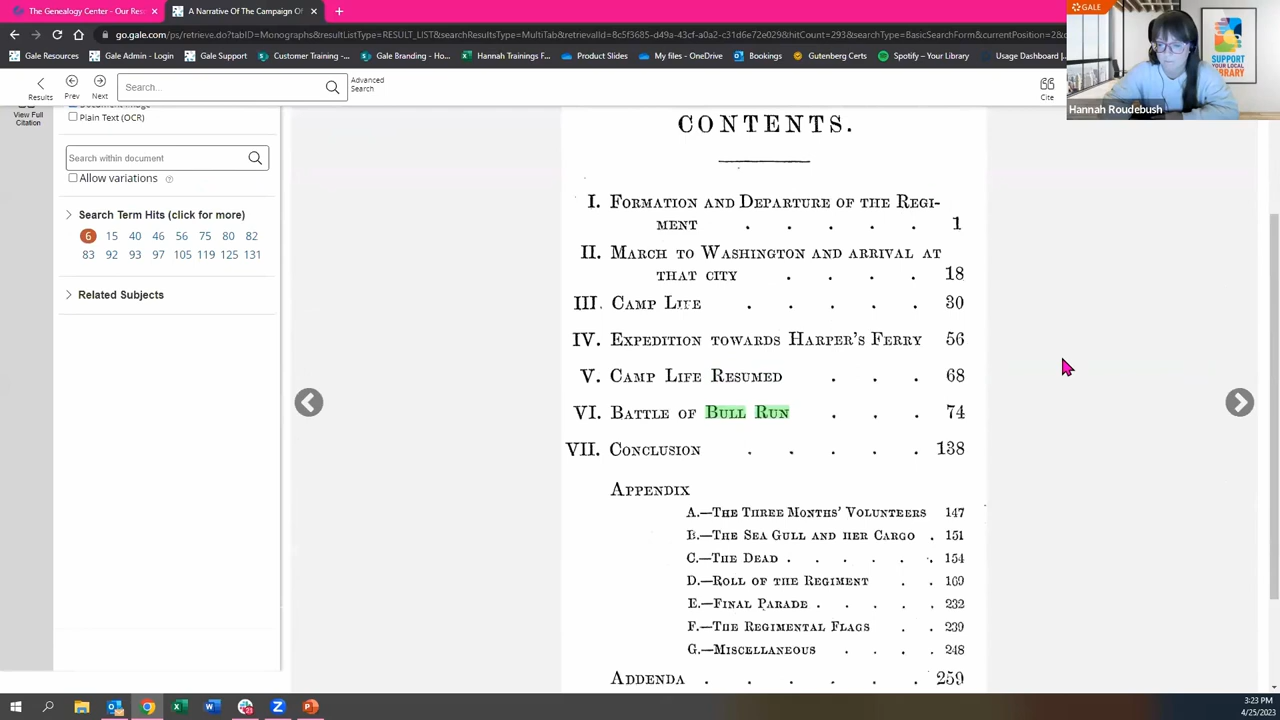 The Genealogy Center - Our Res
A Narrative Of The Campaign Of
go.gale.com/ps/retrieve.do?tabID=Monographs&resultListType=RESULT_LIST&searchResultsType=MultiTab&retrievalId=8c5f3685-d49a-43cf-a0a2-c31d6e72e029&hitCount=293&searchType=BasicSearchForm&currentPosition=2&d
Gale Resources
Gale Admin - Login
Gale Support
Customer Training -...
Gale Branding - Ho...
Hannah Trainings F...
Product Slides
My files - OneDrive
Bookings
Gutenberg Certs
Spotify – Your Library
Usage Dashboard
GALE
SUPPORT
YOUR LOCAL
LIBRARY
Hannah Roudebush
Results
Prev
Next
Search...
Advanced
Search
Cite
View Full
Citation
Document Image
Plain Text (OCR)
Search within document
Allow variations
Search Term Hits (click for more)
6 15 40 46 56 75 80 82
83 92 93 97 105 119 125 131
Related Subjects
CONTENTS.
I. Formation and Departure of the Regi-
ment . . . . . 1
II. March to Washington and arrival at
that city . . . . 18
III. Camp Life . . . . . 30
IV. Expedition towards Harper's Ferry 56
V. Camp Life Resumed . . . 68
VI. Battle of Bull Run . . . 74
VII. Conclusion . . . . . 138
Appendix
A.—The Three Months' Volunteers 147
B.—The Sea Gull and her Cargo . 151
C.—The Dead . . . . . . 154
D.—Roll of the Regiment . . 169
E.—Final Parade . . . . . 232
F.—The Regimental Flags . . 239
G.—Miscellaneous . . . . 248
Addenda . . . . . . 259
3:23 PM
4/25/2023